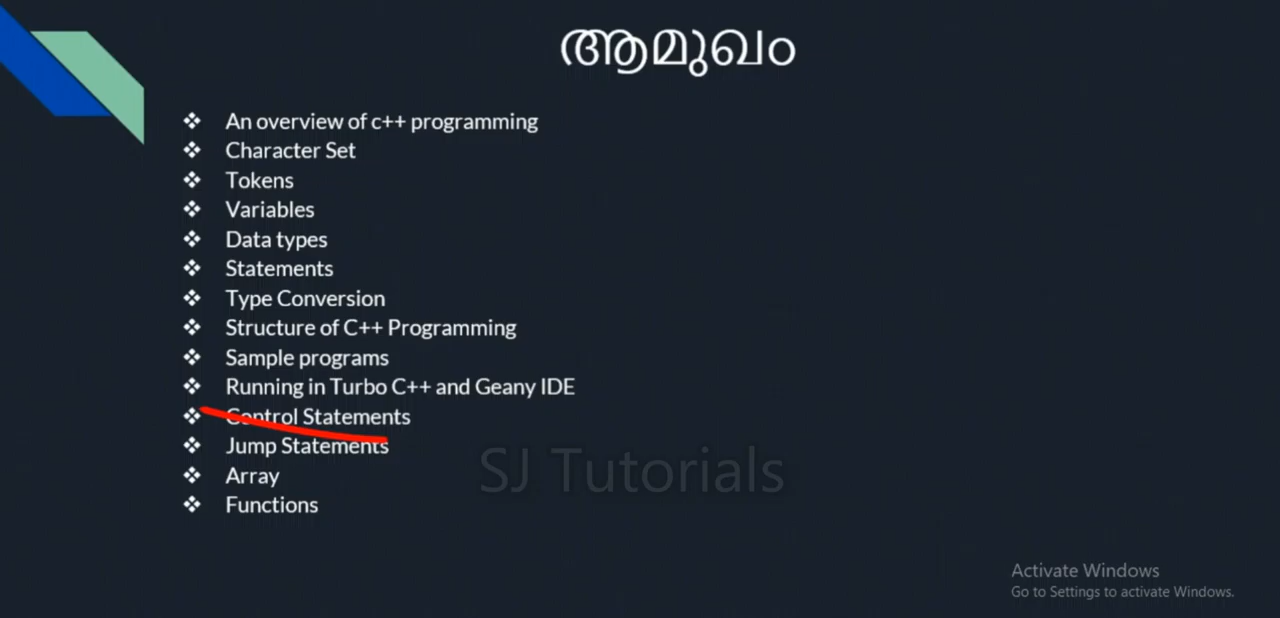 ആമുഖം
An overview of c++ programming
Character Set
Tokens
Variables
Data types
Statements
Type Conversion
Structure of C++ Programming
Sample programs
Running in Turbo C++ and Geany IDE
Control Statements
Jump Statements
SJ Tutorials
Array
Functions
Activate Windows
Go to Settings to activate Windows.